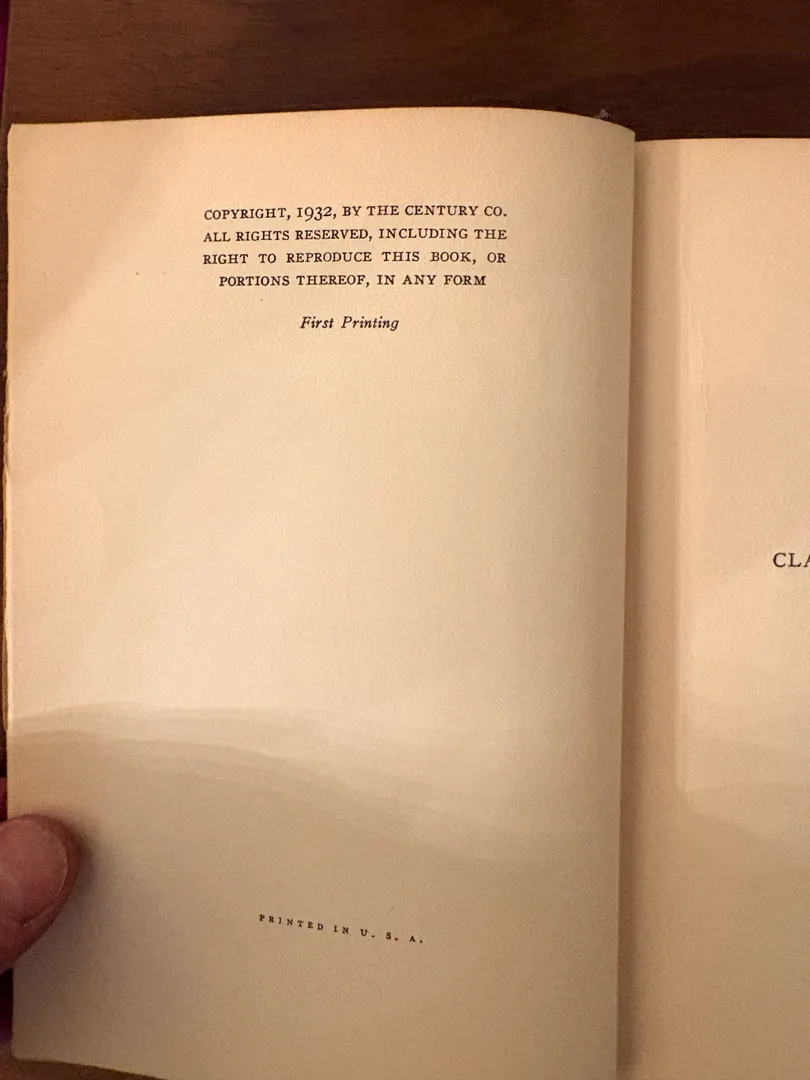 COPYRIGHT, 1932, BY THE CENTURY CO.
ALL RIGHTS RESERVED, INCLUDING THE
RIGHT TO REPRODUCE THIS BOOK, OR
PORTIONS THEREOF, IN ANY FORM
First Printing
PRINTED IN U. S. A.